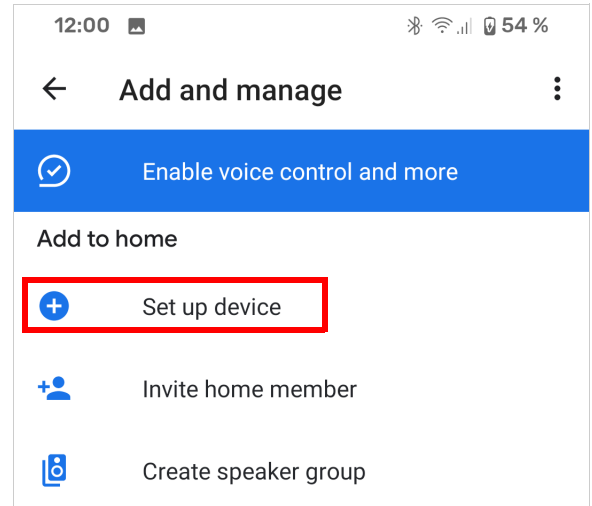 12:00 54 %
Add and manage
Enable voice control and more
Add to home
Set up device
Invite home member
Create speaker group